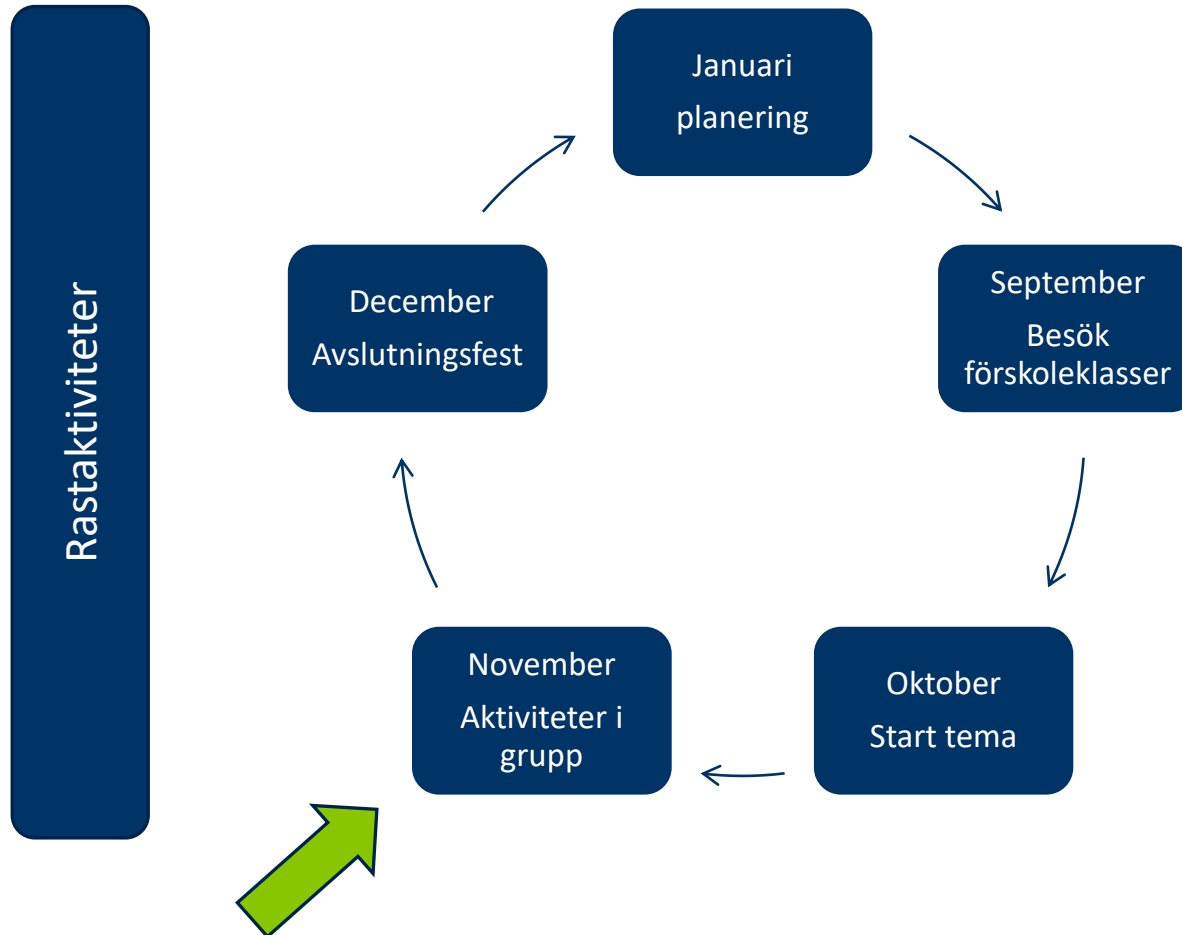 Rastaktiviteter
Januari
planering
September
Besök
förskoleklasser
Oktober
Start tema
November
Aktiviteter i
grupp
December
Avslutningsfest